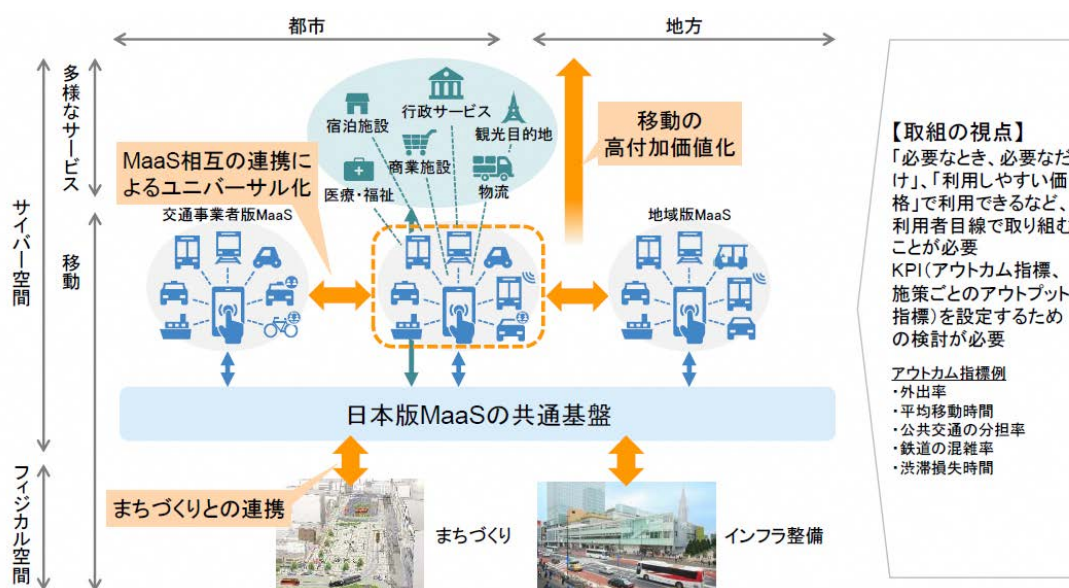 都市
地方
サイバー空間
フィジカル空間
多様なサービス
移動
宿泊施設
行政サービス
観光目的地
商業施設
医療・福祉
物流
移動の
高付加価値化
MaaS相互の連携に
よるユニバーサル化
交通事業者版MaaS
地域版MaaS
日本版MaaSの共通基盤
まちづくりとの連携
まちづくり
インフラ整備
【取組の視点】
「必要なとき、必要なだ
け」、「利用しやすい価
格」で利用できるなど、
利用者目線で取り組む
ことが必要
KPI(アウトカム指標、
施策ごとのアウトプット
指標)を設定するため
の検討が必要
アウトカム指標例
・外出率
・平均移動時間
・公共交通の分担率
・鉄道の混雑率
・渋滞損失時間